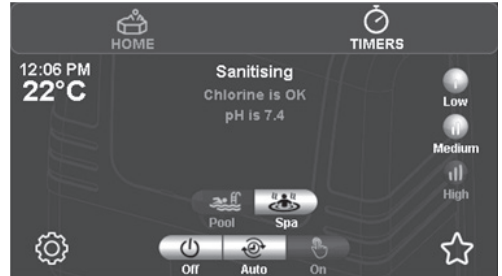 HOME
TIMERS
12:06 PM
22°C
Sanitising
Chlorine is OK
pH is 7.4
Low
Medium
High
Pool
Spa
Off
Auto
On